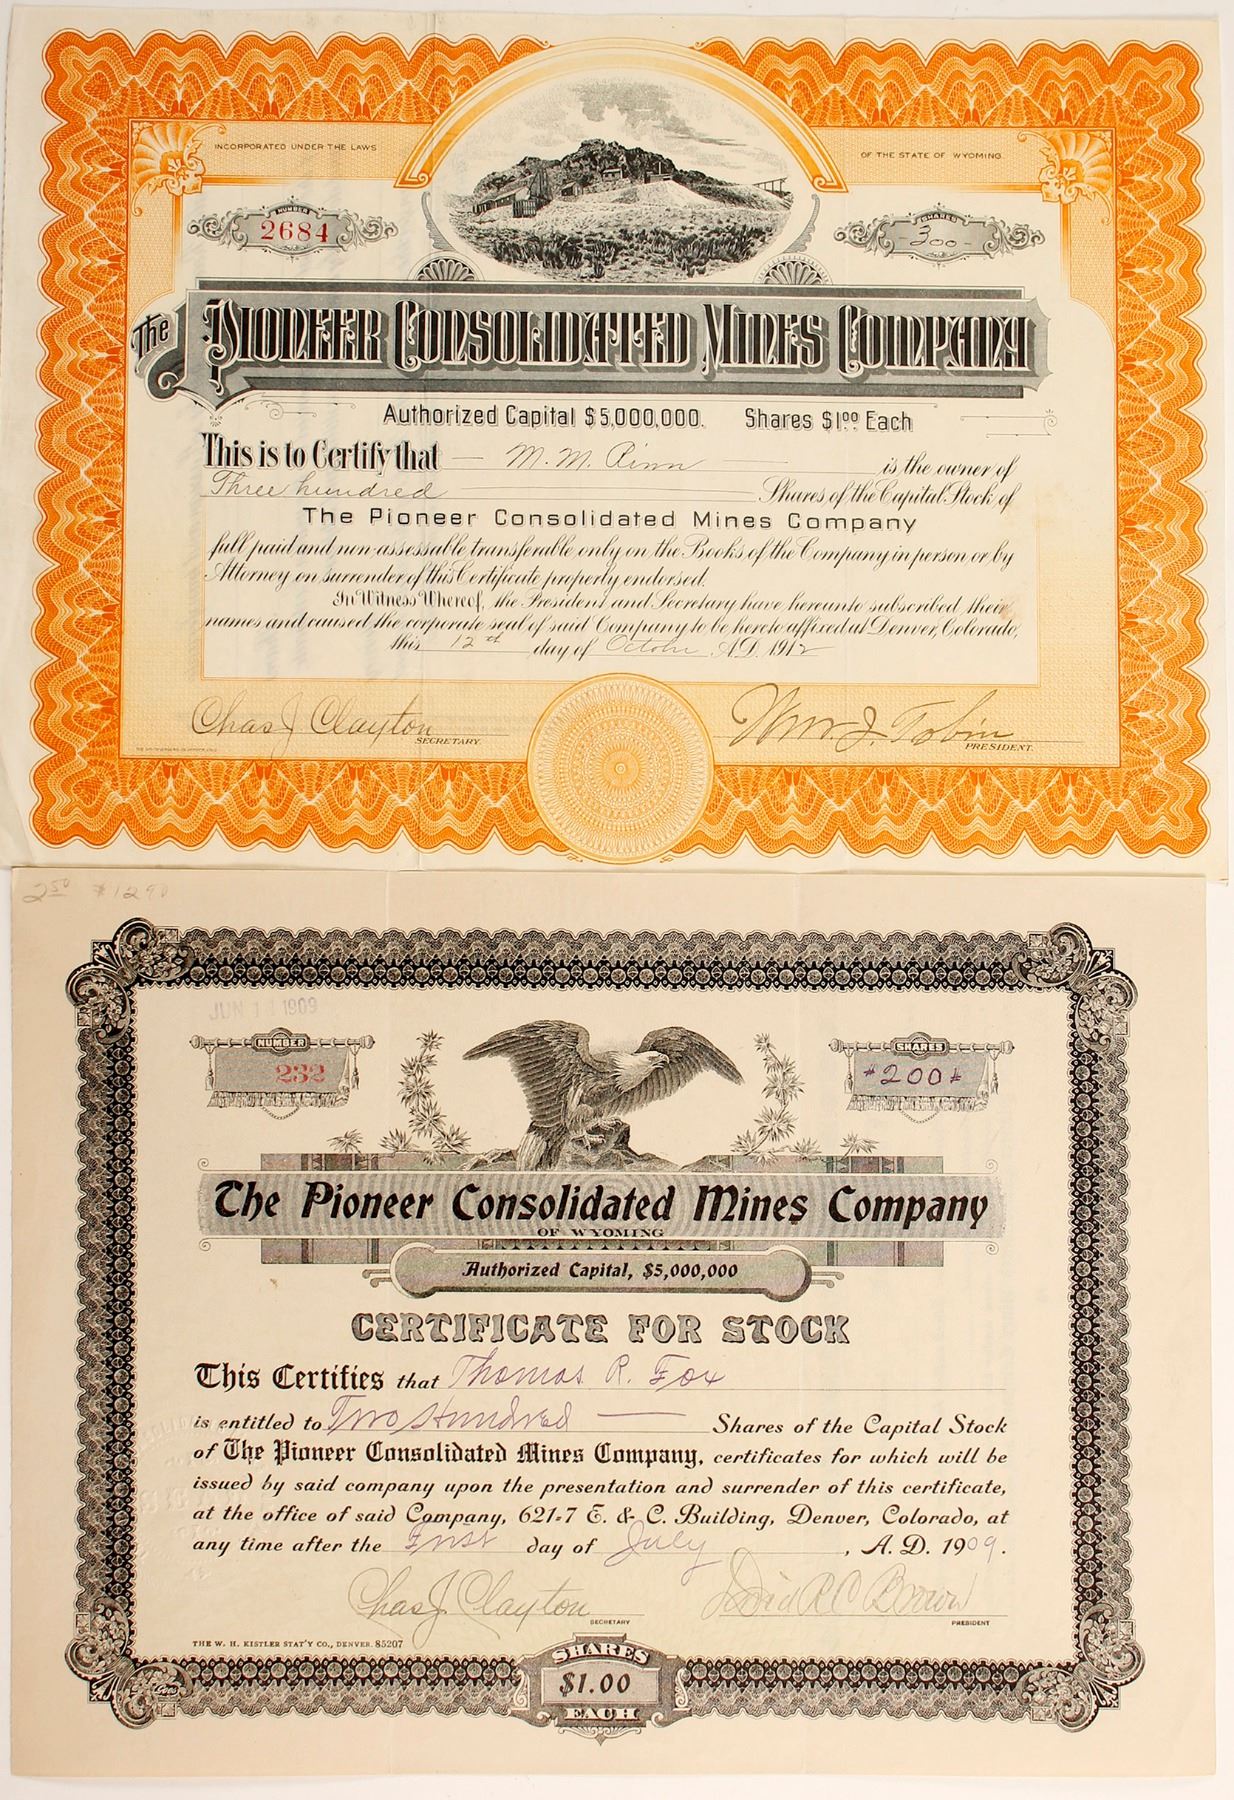 INCORPORATED UNDER THE LAWS
OF THE STATE OF WYOMING.
NUMBER
2684
SHARES
-300-
The PIONEER CONSOLIDATED MINES COMPANY
Authorized Capital $5,000,000. Shares $1.00 Each
This is to Certify that M. M. Rinn is the owner of
Three hundred Shares of the Capital Stock of
The Pioneer Consolidated Mines Company
full paid and non-assessable transferable only on the Books of the Company in person or by
Attorney on surrender of this Certificate properly endorsed.
In Witness Whereof, the President and Secretary have hereunto subscribed their
names and caused the corporate seal of said Company to be hereto affixed at Denver, Colorado,
this 12th day of October A.D. 1912
Chas J Clayton
SECRETARY.
Wm. J. Tobin
PRESIDENT.
2.50 $12.90
JUN 1909
NUMBER
232
SHARES
200
The Pioneer Consolidated Mines Company
OF WYOMING
Authorized Capital, $5,000,000
CERTIFICATE FOR STOCK
This Certifies that Thomas R. Fox
is entitled to Two Hundred Shares of the Capital Stock
of The Pioneer Consolidated Mines Company, certificates for which will be
issued by said company upon the presentation and surrender of this certificate,
at the office of said Company, 621-7 E. & C. Building, Denver, Colorado, at
any time after the First day of July, A. D. 1909.
Chas J. Clayton
SECRETARY
David R C Brown
PRESIDENT
THE W. H. KISTLER STAT'Y CO., DENVER. 85207
SHARES
$1.00
EACH